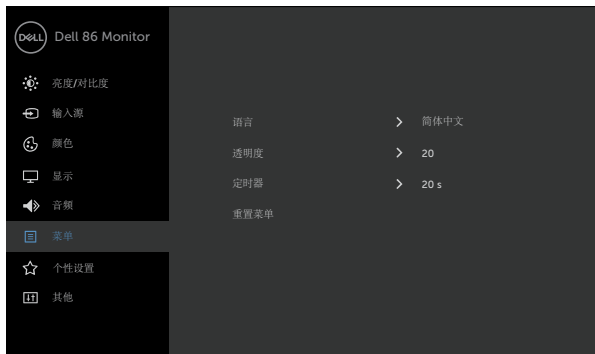 DELL Dell 86 Monitor
亮度/对比度
输入源
颜色
显示
音频
菜单
个性设置
其他
语言 简体中文
透明度 20
定时器 20 s
重置菜单